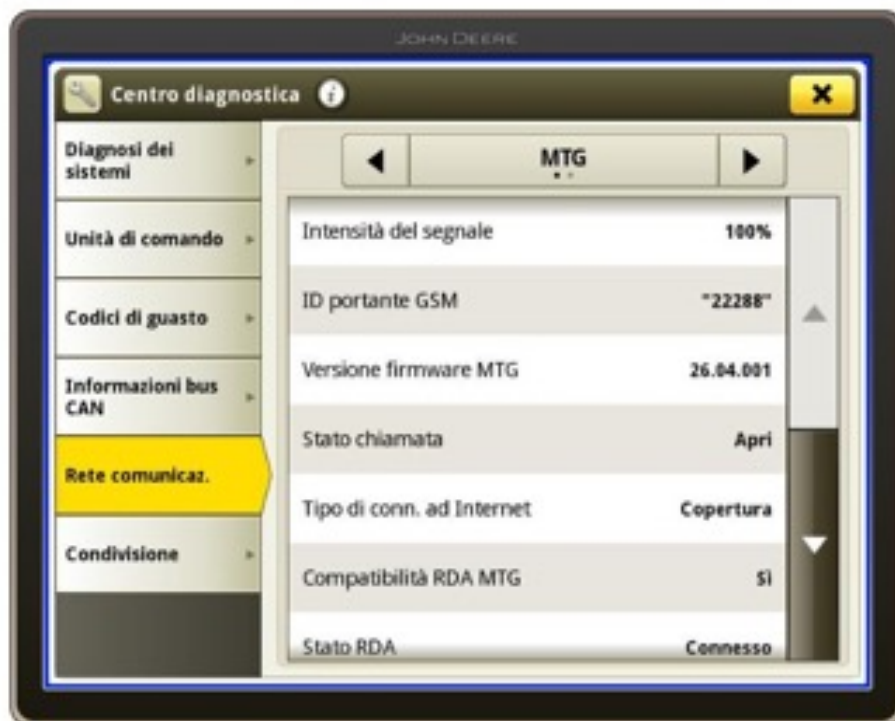 JOHN DEERE
Centro diagnostica
Diagnosi dei
sistemi
MTG
Unità di comando
Codici di guasto
Informazioni bus
CAN
Rete comunicaz.
Condivisione
Intensità del segnale 100%
ID portante GSM "22288"
Versione firmware MTG 26.04.001
Stato chiamata Apri
Tipo di conn. ad Internet Copertura
Compatibilità RDA MTG Sì
Stato RDA Connesso